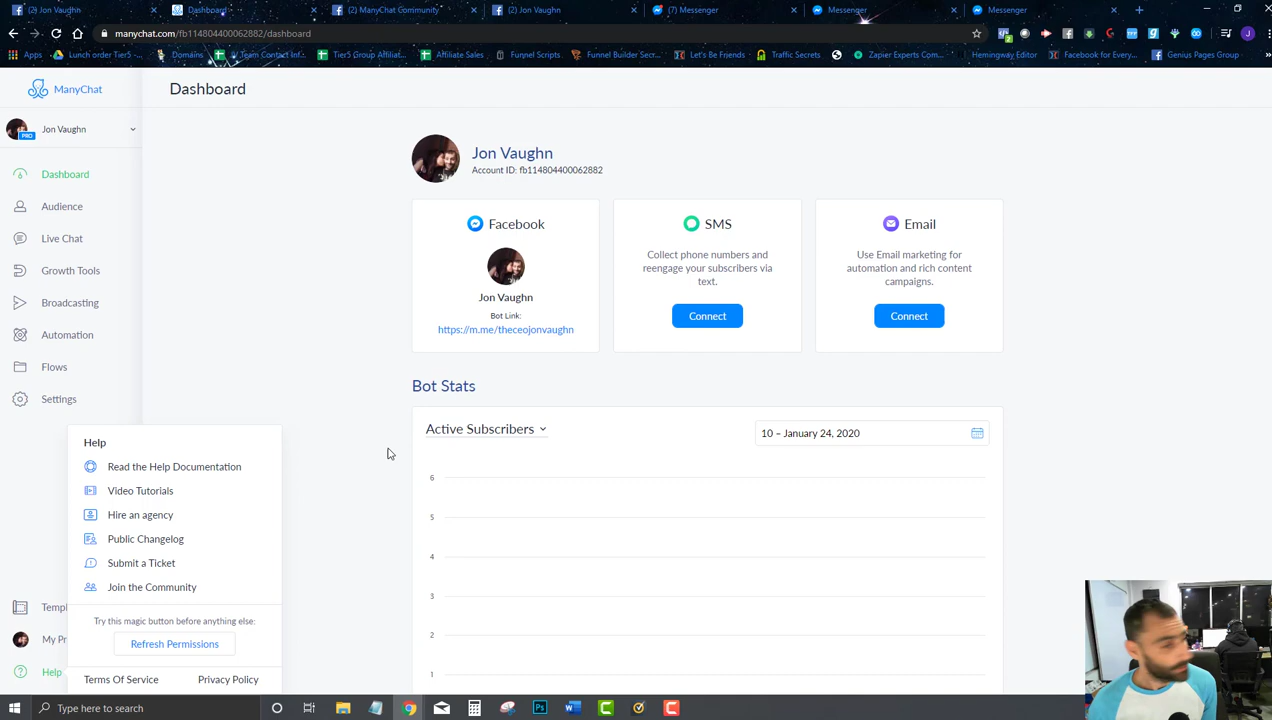 (2) Jon Vaughn
Dashboard
(2) ManyChat Community
(2) Jon Vaughn
(7) Messenger
Messenger
Messenger
manychat.com/fb114804400062882/dashboard
Apps
Lunch order Tier5 -...
Domains
Tier5 Group Affiliat...
Affiliate Sales
Funnel Scripts
Funnel Builder Secr...
Let's Be Friends
Traffic Secrets
Zapier Experts Com...
Hemingway Editor
Facebook for Every...
Genius Pages Group
ManyChat
Dashboard
Jon Vaughn
PRO
Dashboard
Audience
Live Chat
Growth Tools
Broadcasting
Automation
Flows
Settings
Jon Vaughn
Account ID: fb114804400062882
Facebook
Jon Vaughn
Bot Link:
https://m.me/theceojonvaughn
SMS
Collect phone numbers and
reengage your subscribers via
text.
Connect
Email
Use Email marketing for
automation and rich content
campaigns.
Connect
Bot Stats
Active Subscribers
10 – January 24, 2020
6
5
4
3
2
1
Help
Read the Help Documentation
Video Tutorials
Hire an agency
Public Changelog
Submit a Ticket
Join the Community
Try this magic button before anything else:
Refresh Permissions
Terms Of Service
Privacy Policy
Templ
My Pr
Help
Type here to search